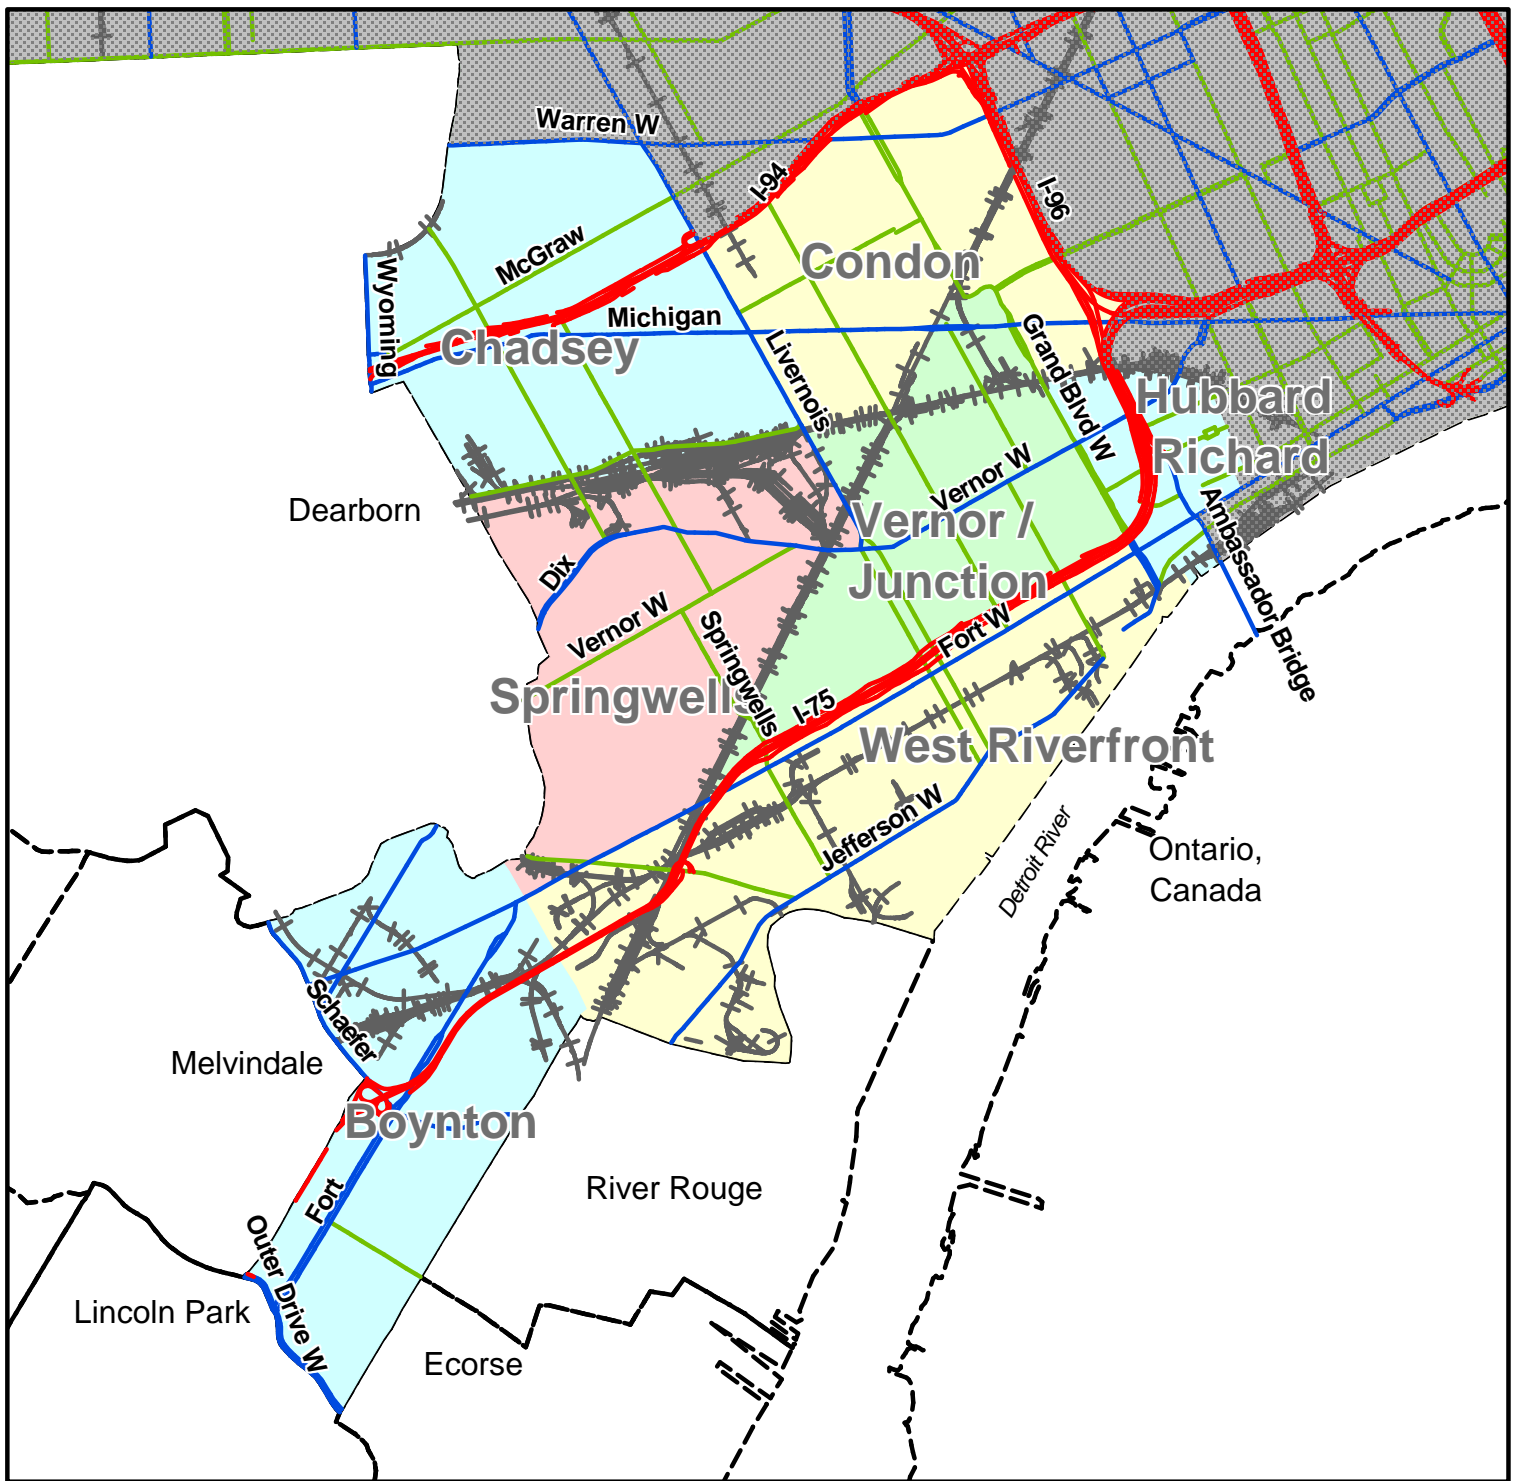 Warren W
I-94
I-96
McGraw
Condon
Wyoming
Michigan
Chadsey
Livernois
Grand Blvd W
Hubbard
Richard
Dearborn
Vernor W
Vernor /
Junction
Ambassador Bridge
Dix
Vernor W
Springwells
Fort W
Springwells
I-75
West Riverfront
Jefferson W
Detroit River
Ontario,
Canada
Schaefer
Melvindale
Boynton
River Rouge
Fort
Outer Drive W
Lincoln Park
Ecorse